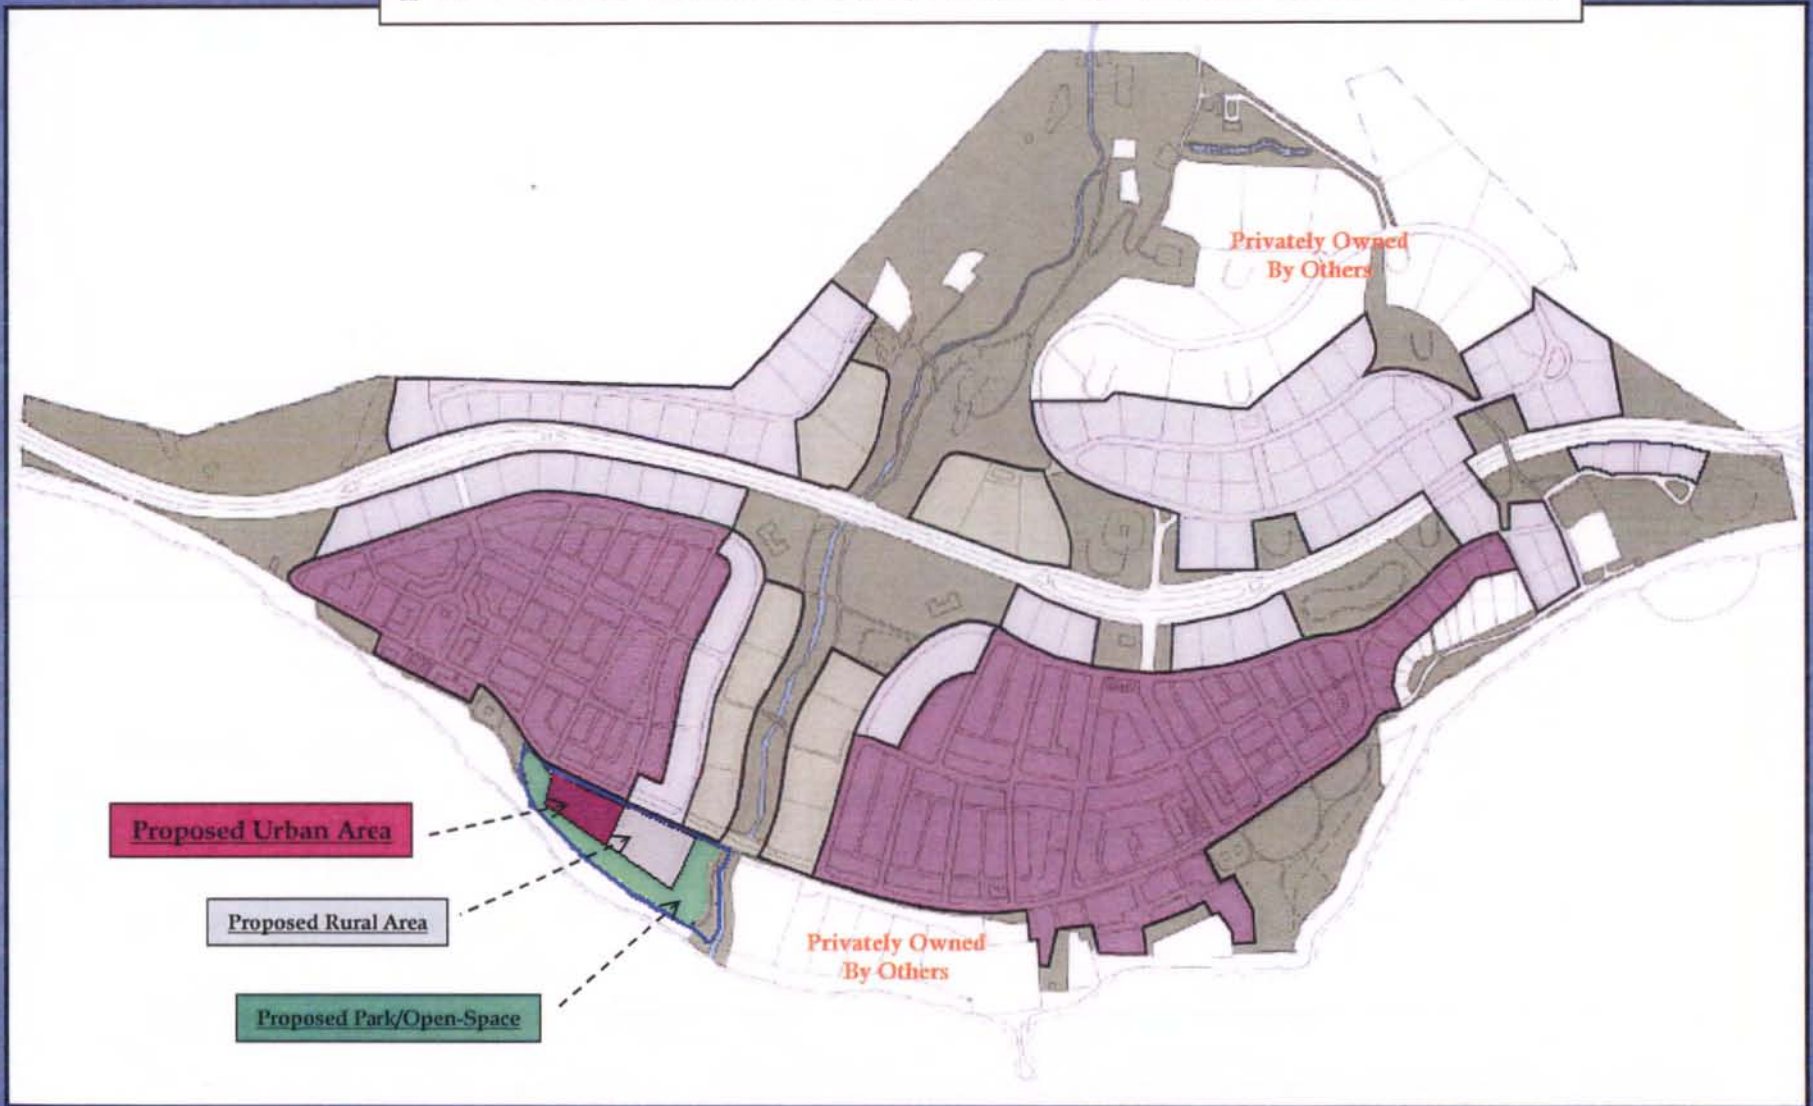 Privately Owned
By Others
Proposed Urban Area
Proposed Rural Area
Privately Owned
By Others
Proposed Park/Open-Space